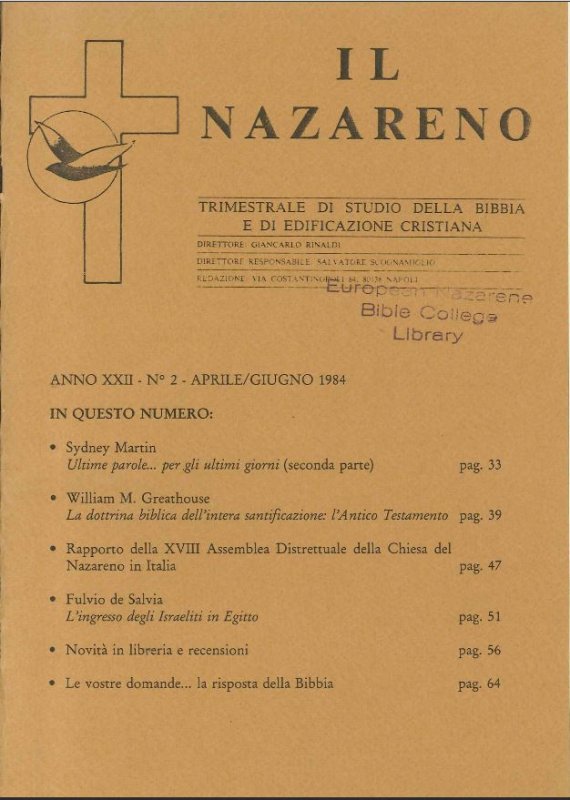 IL
NAZARENO
TRIMESTRALE DI STUDIO DELLA BIBBIA
E DI EDIFICAZIONE CRISTIANA
DIRETTORE: GIANCARLO RINALDI
DIRETTORE RESPONSABILE: SALVATORE SCOGNAMIGLIO
REDAZIONE: VIA COSTANTINOPOLI 84, 80138 NAPOLI
European Nazarene
Bible College
Library
ANNO XXII - N° 2 - APRILE/GIUGNO 1984
IN QUESTO NUMERO:
• Sydney Martin
Ultime parole... per gli ultimi giorni (seconda parte) pag. 33
• William M. Greathouse
La dottrina biblica dell'intera santificazione: l'Antico Testamento pag. 39
• Rapporto della XVIII Assemblea Distrettuale della Chiesa del
Nazareno in Italia pag. 47
• Fulvio de Salvia
L'ingresso degli Israeliti in Egitto pag. 51
• Novità in libreria e recensioni pag. 56
• Le vostre domande... la risposta della Bibbia pag. 64